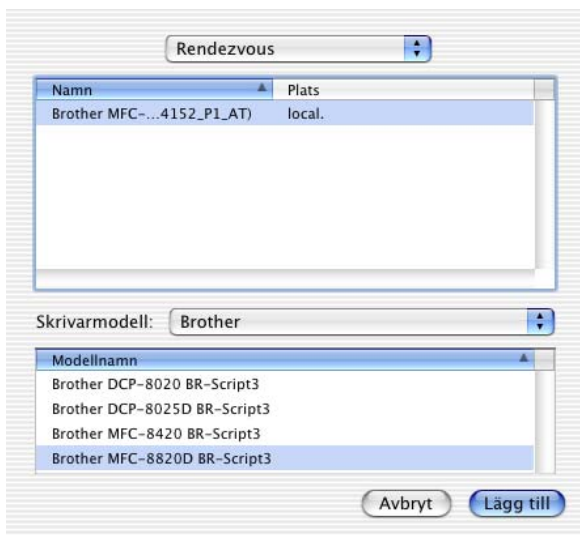 Rendezvous
Namn Plats
Brother MFC-...4152_P1_AT) local.
Skrivarmodell: Brother
Modellnamn
Brother DCP-8020 BR-Script3
Brother DCP-8025D BR-Script3
Brother MFC-8420 BR-Script3
Brother MFC-8820D BR-Script3
Avbryt Lägg till